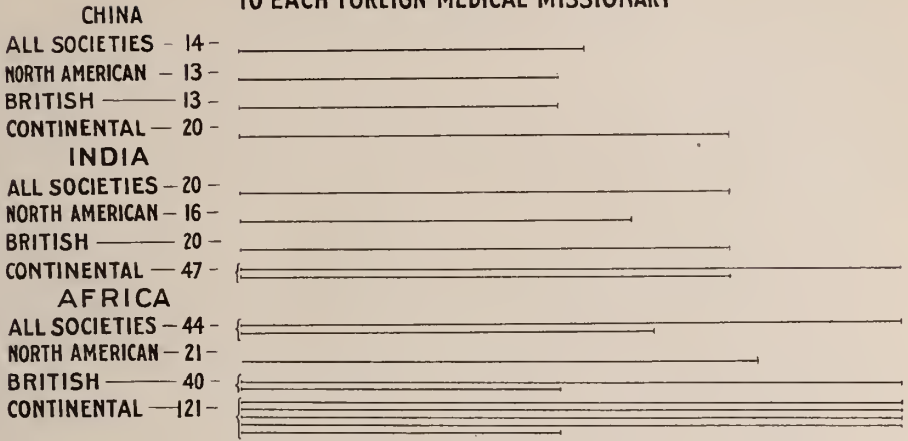 TO EACH FOREIGN MEDICAL MISSIONARY
CHINA
ALL SOCIETIES - 14 -
NORTH AMERICAN - 13 -
BRITISH —— 13 -
CONTINENTAL — 20 -
INDIA
ALL SOCIETIES - 20 -
NORTH AMERICAN - 16 -
BRITISH —— 20 -
CONTINENTAL — 47 -
AFRICA
ALL SOCIETIES - 44 -
NORTH AMERICAN - 21 -
BRITISH —— 40 -
CONTINENTAL — 121 -